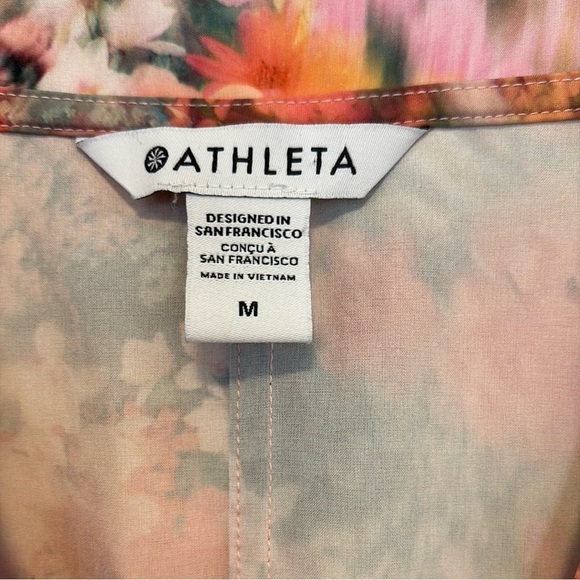 ATHLETA
DESIGNED IN
SAN FRANCISCO
CONÇU À
SAN FRANCISCO
MADE IN VIETNAM
M